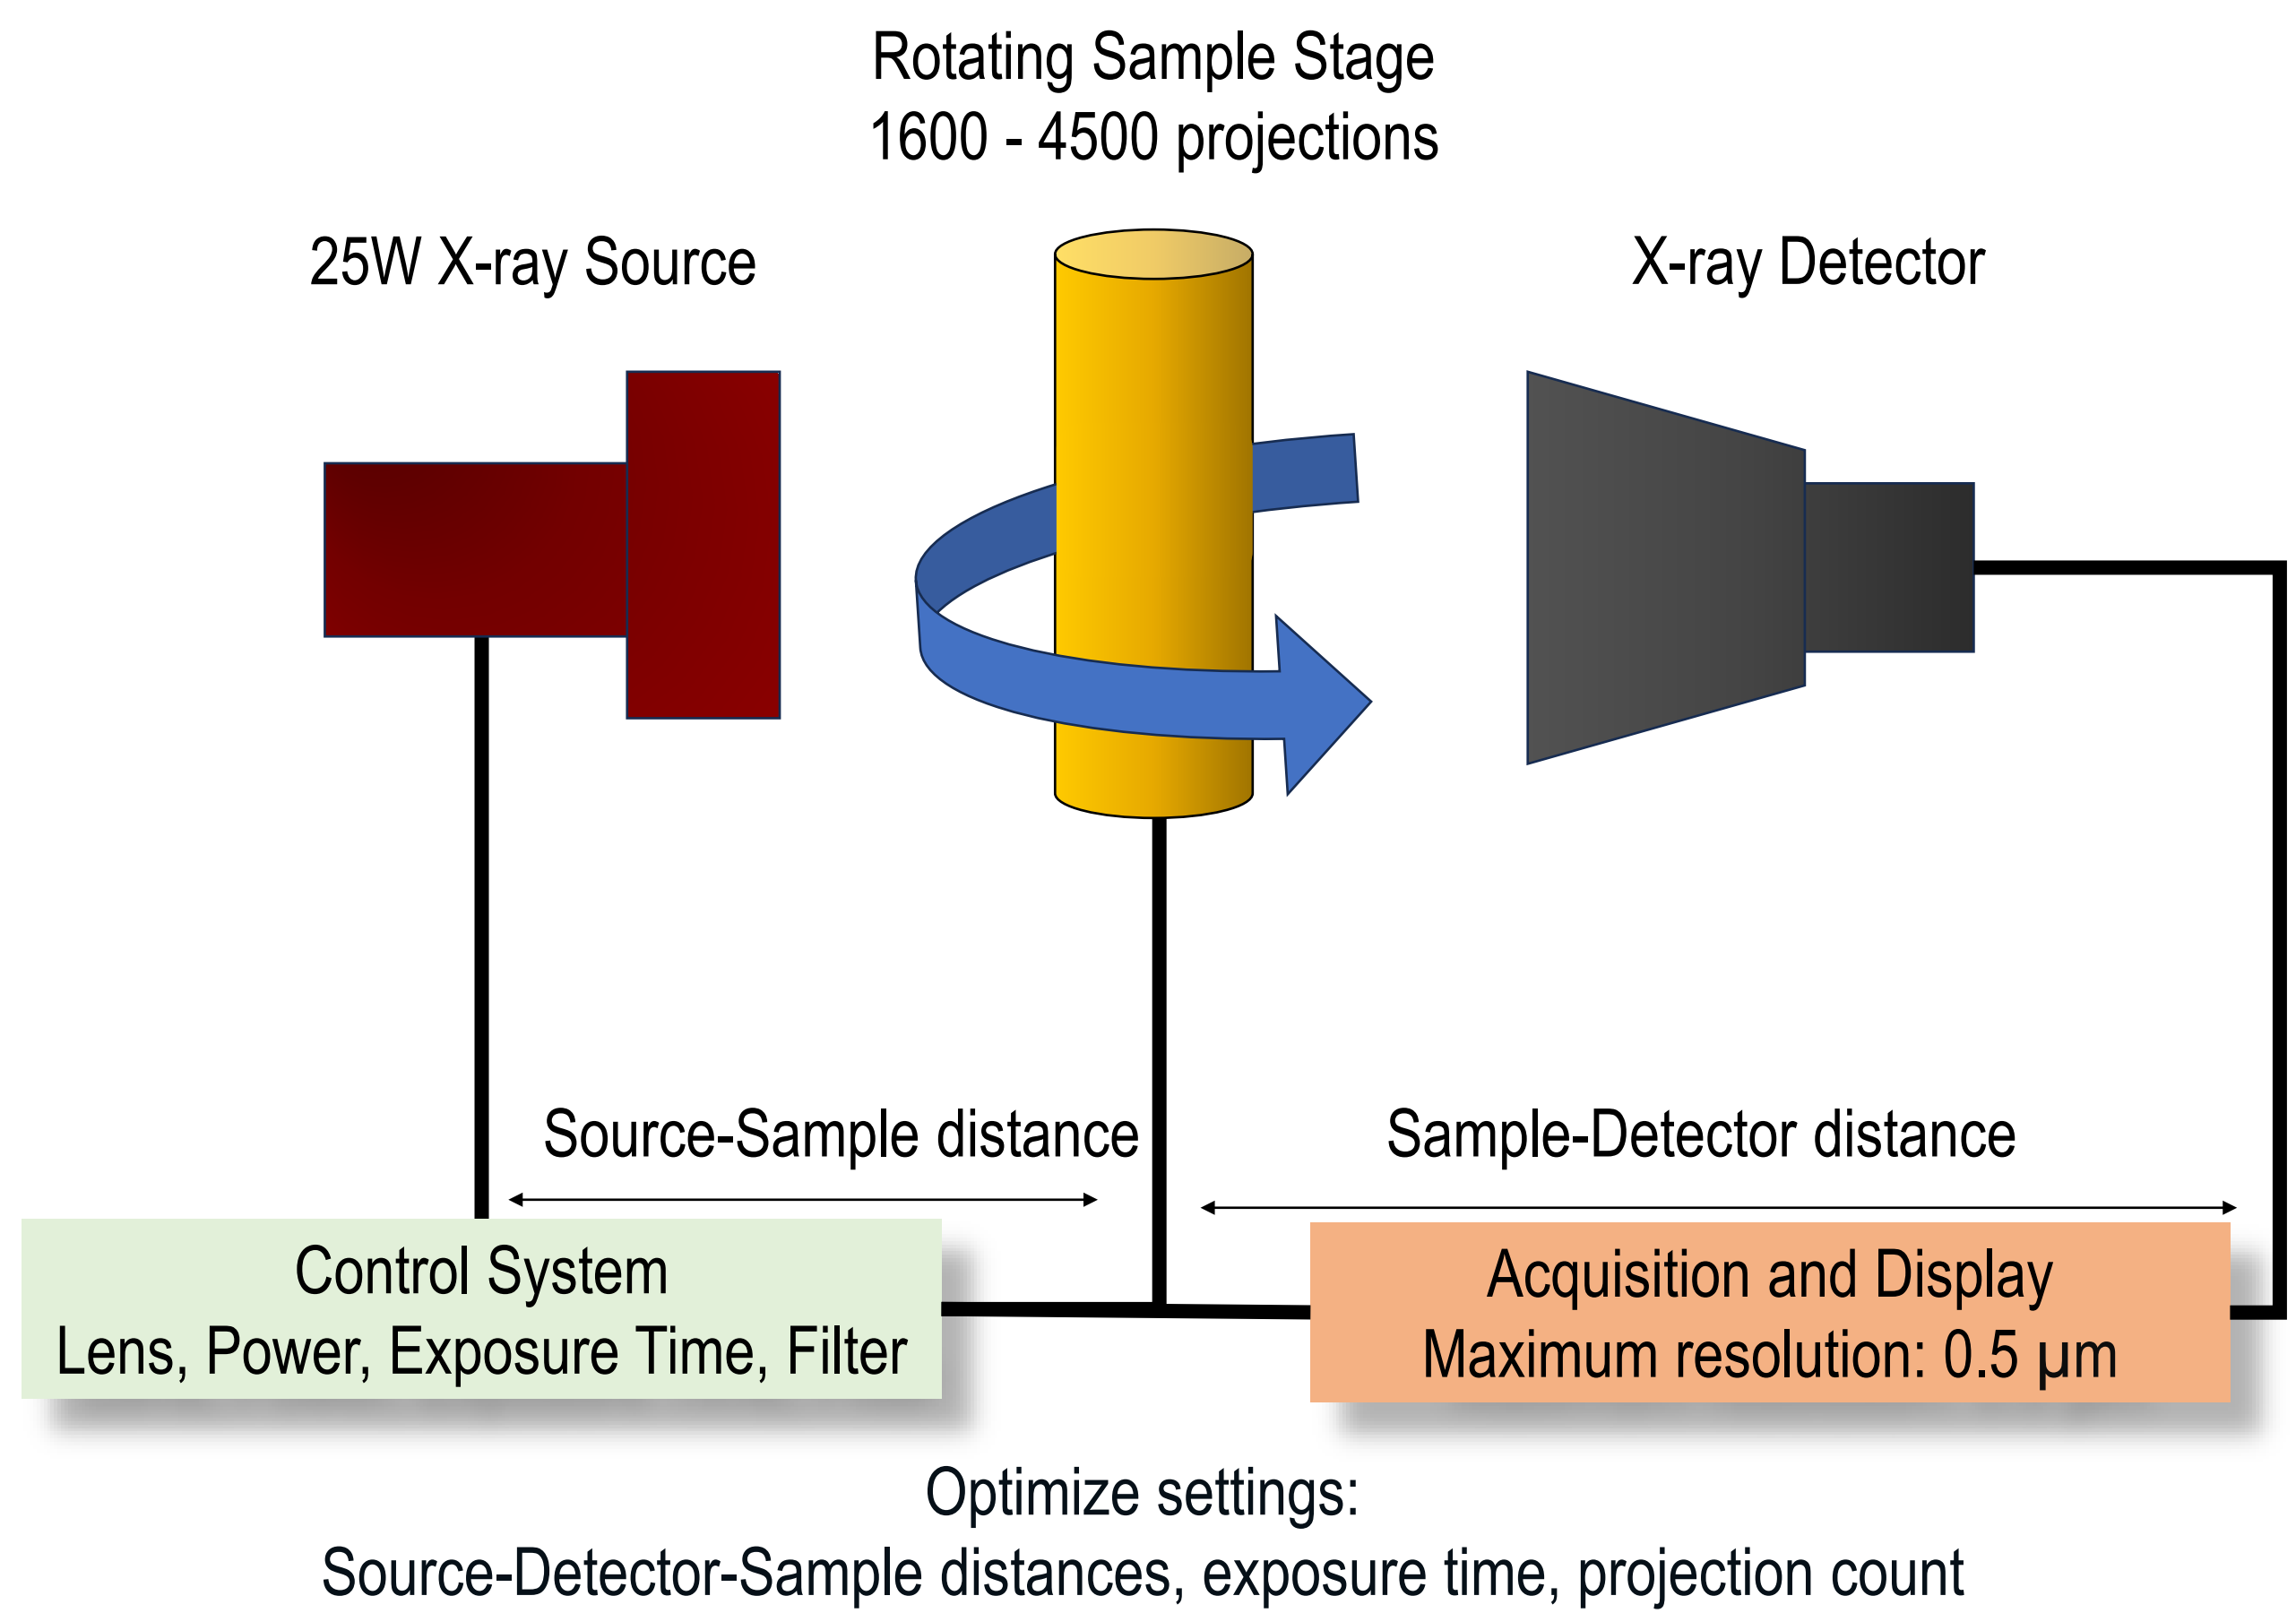 Rotating Sample Stage
1600 - 4500 projections
25W X-ray Source
X-ray Detector
Source-Sample distance
Sample-Detector distance
Control System
Lens, Power, Exposure Time, Filter
Acquisition and Display
Maximum resolution: 0.5 μm
Optimize settings:
Source-Detector-Sample distances, exposure time, projection count